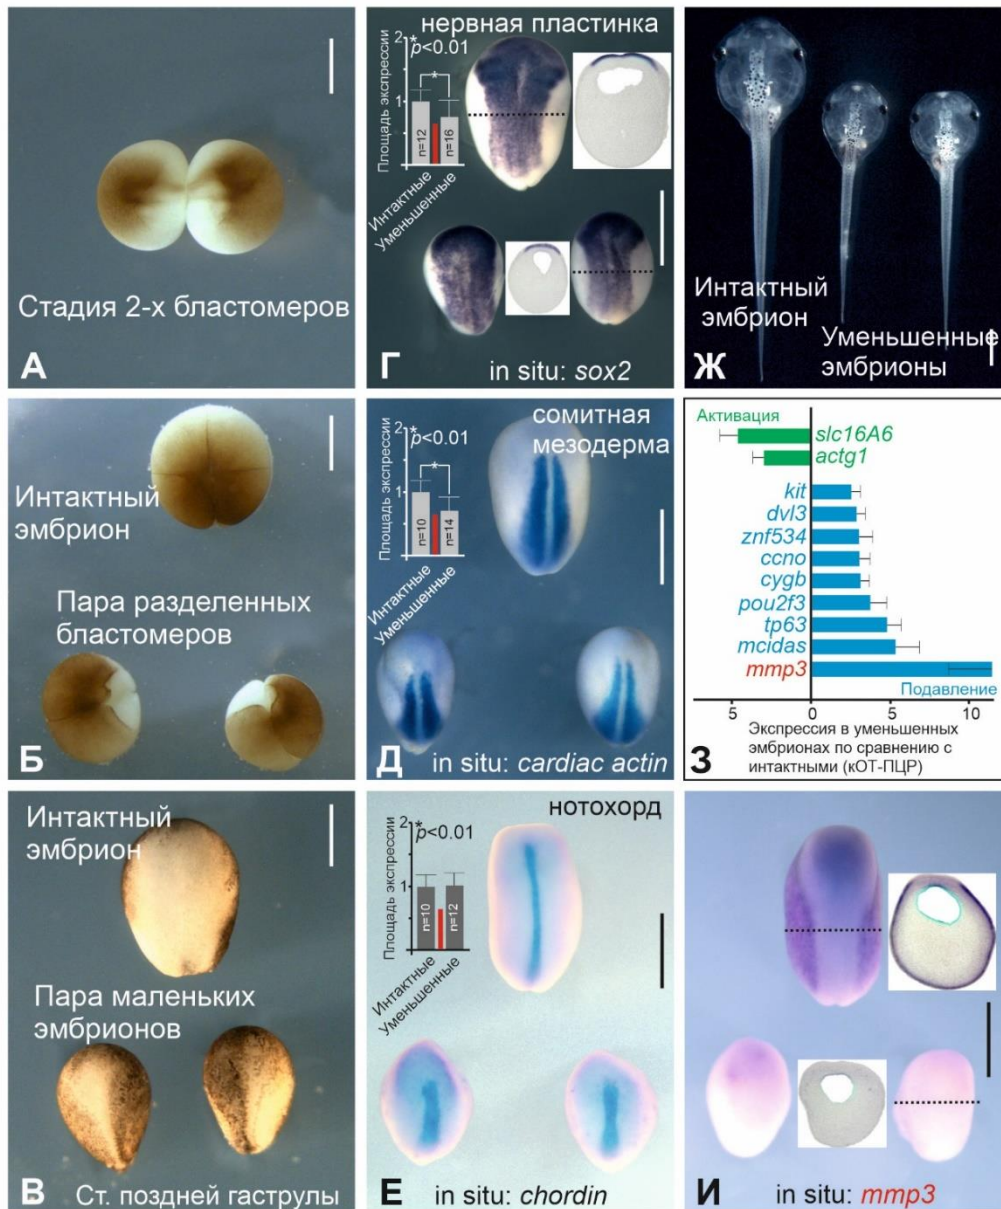 Стадия 2-х бластомеров
А
Интактный
эмбрион
Пара разделенных
бластомеров
Б
Интактный
эмбрион
Пара маленьких
эмбрионов
В
Ст. поздней гаструлы
нервная пластинка
Площадь экспрессии
2
1
0
*p<0.01
*
n=12
n=16
Интактные
Уменьшенные
Г
in situ: sox2
сомитная
мезодерма
Площадь экспрессии
2
1
0
*p<0.01
*
n=10
n=14
Интактные
Уменьшенные
Д
in situ: cardiac actin
нотохорд
Площадь экспрессии
2
1
0
*p<0.01
n=10
n=12
Интактные
Уменьшенные
Е
in situ: chordin
Интактный
эмбрион
Уменьшенные
эмбрионы
Ж
Активация
slc16A6
actg1
kit
dvl3
znf534
ccno
cygb
pou2f3
tp63
mcidas
mmp3
Подавление
5 0 5 10
Экспрессия в уменьшенных
эмбрионах по сравнению с
интактными (кОТ-ПЦР)
З
И
in situ: mmp3